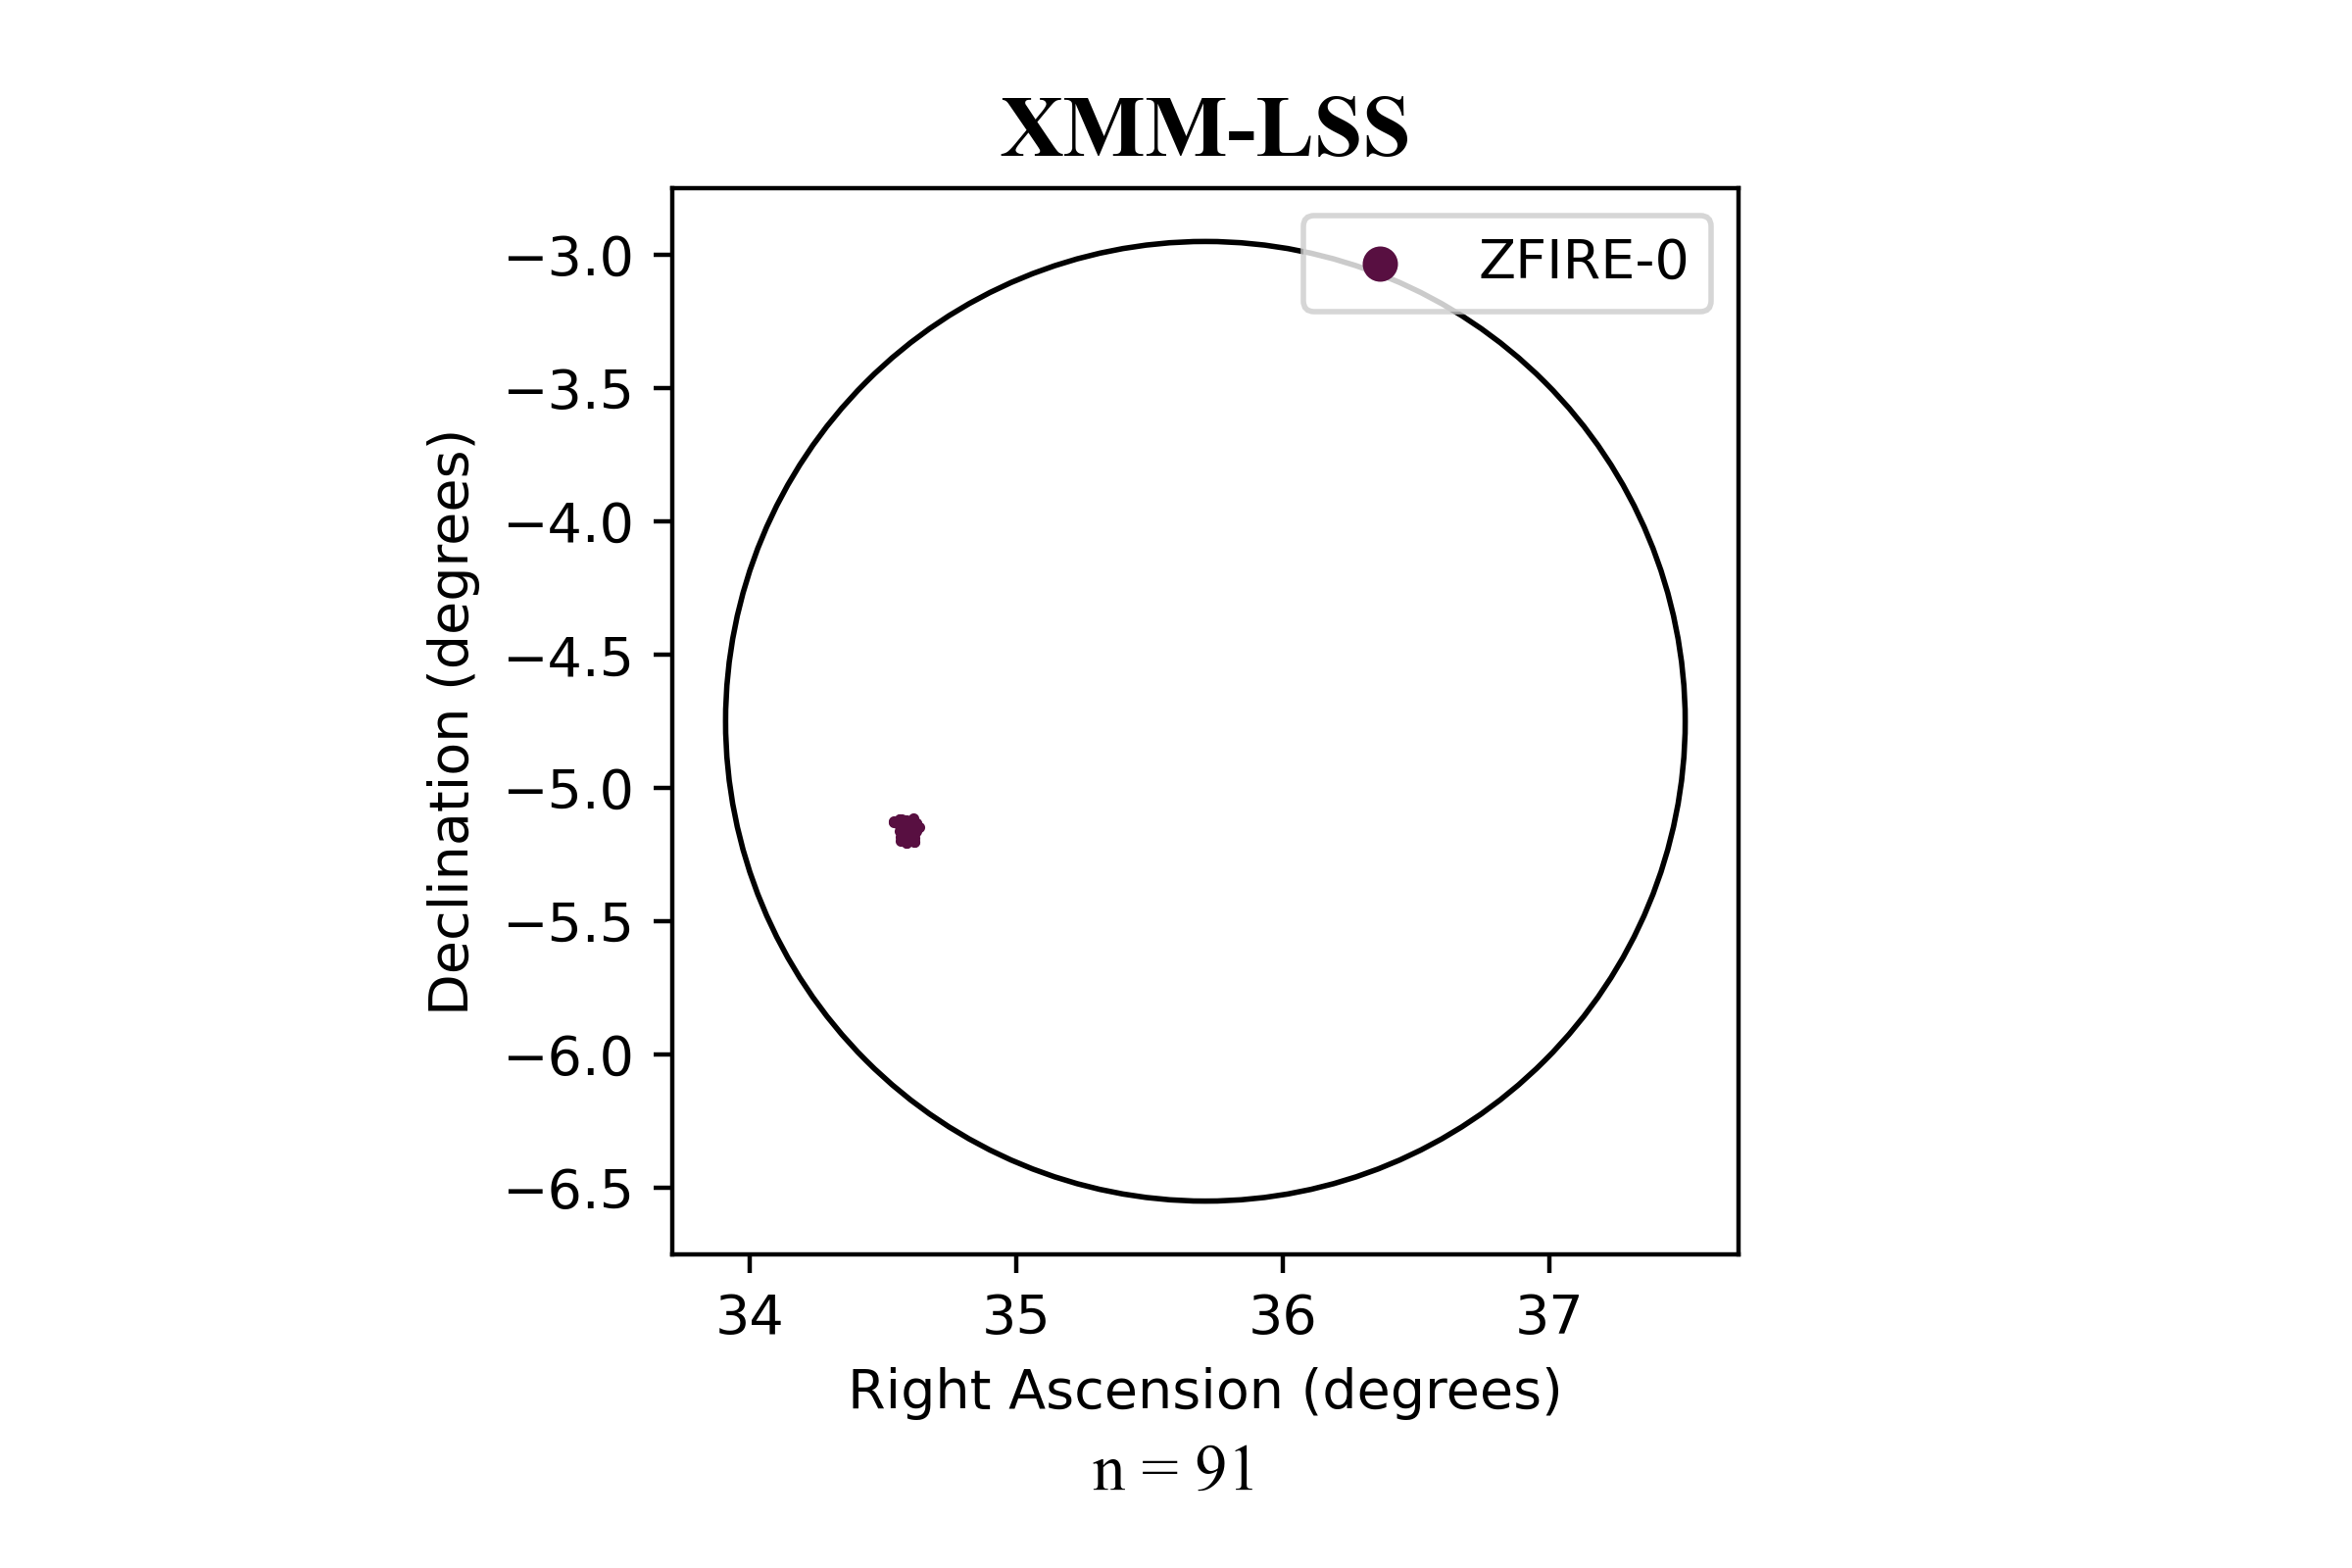 XMM-LSS
ZFIRE-0
Declination (degrees)
−3.0
−3.5
−4.0
−4.5
−5.0
−5.5
−6.0
−6.5
34 35 36 37
Right Ascension (degrees)
n = 91